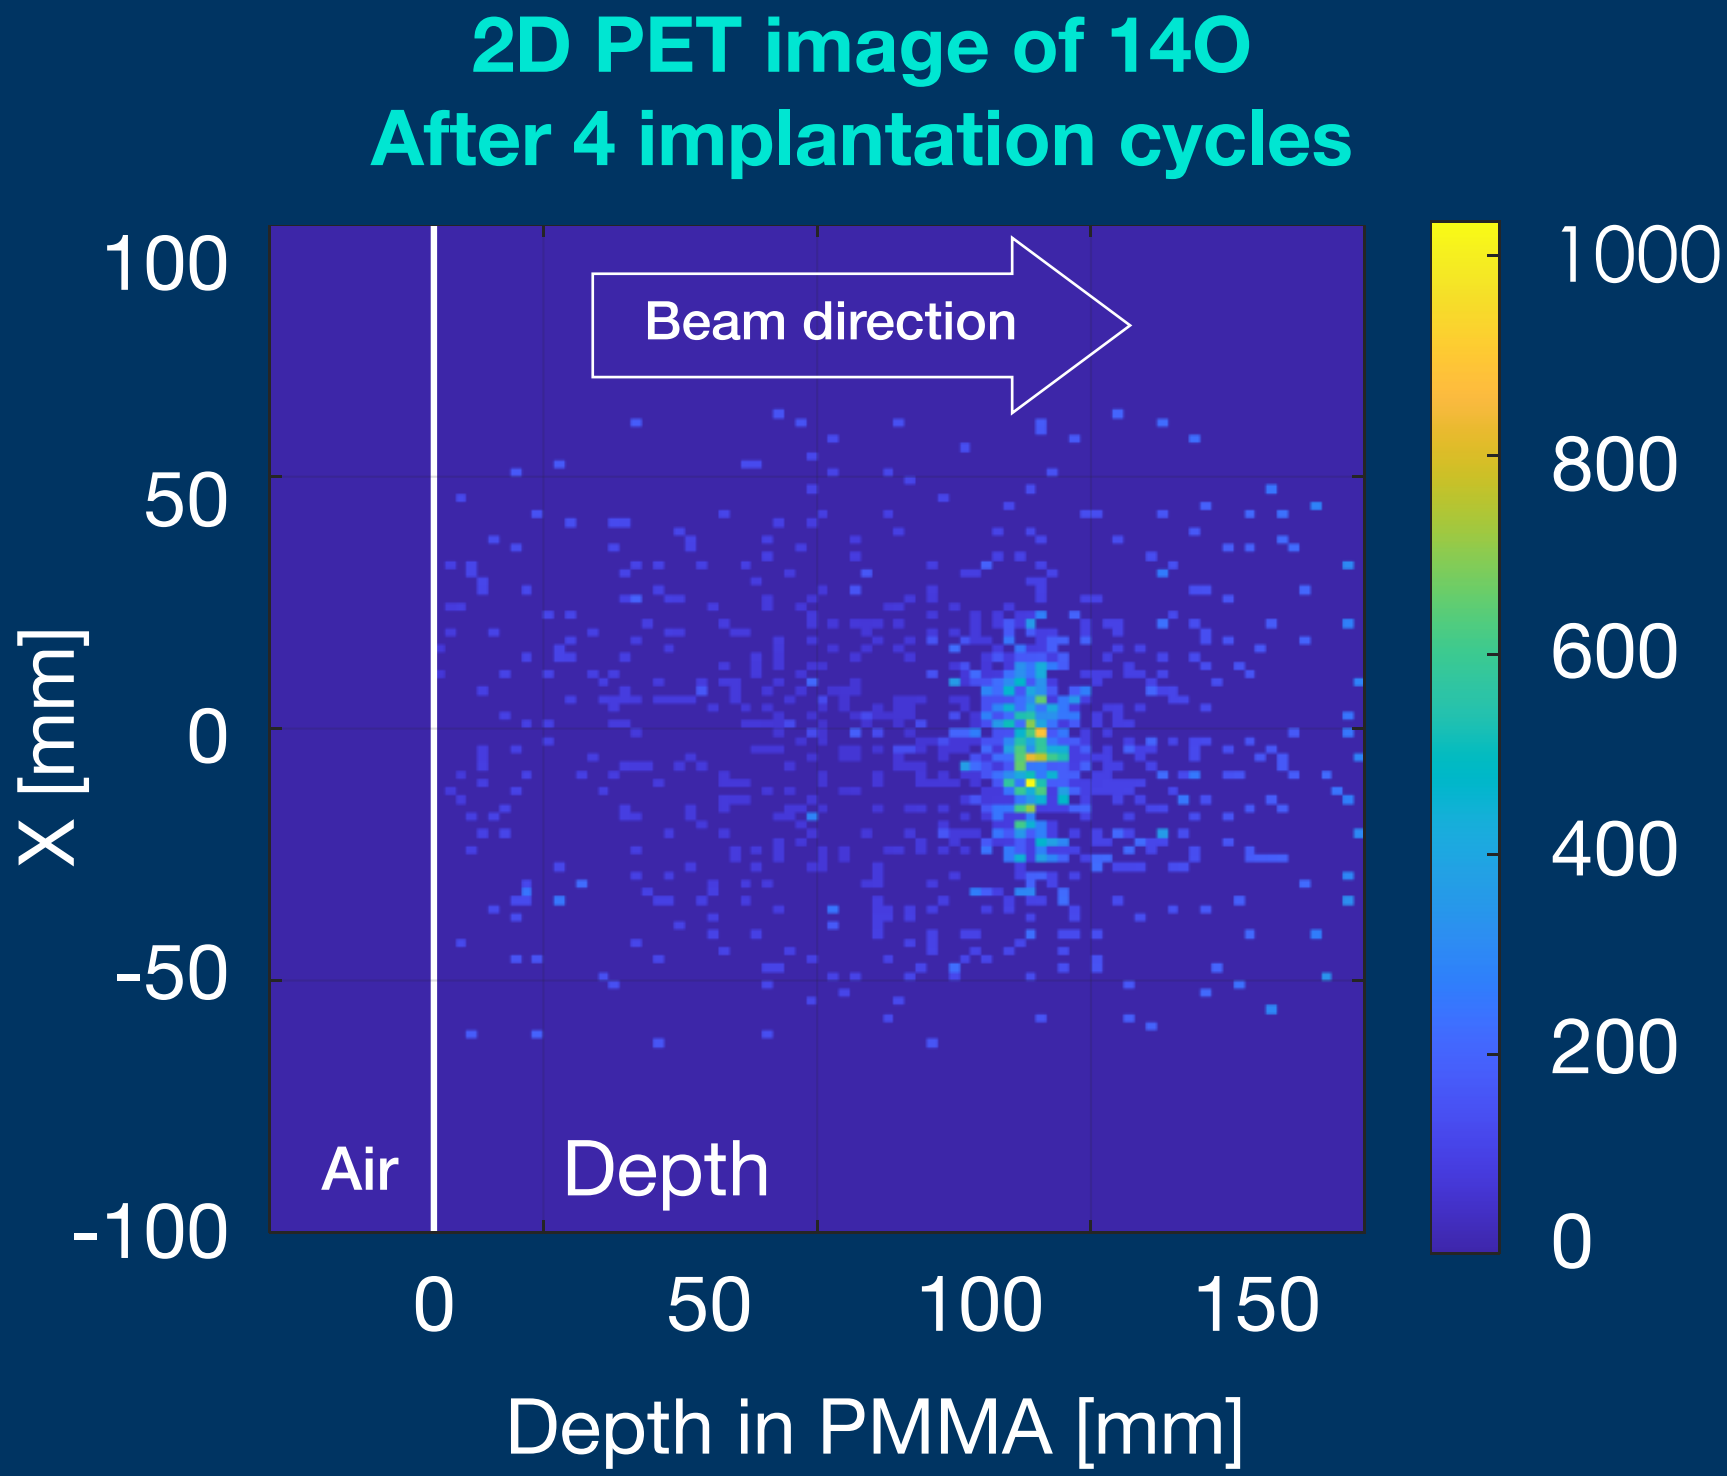 2D PET image of 14O
After 4 implantation cycles
100
50
0
-50
-100
X [mm]
Beam direction
Air
Depth
0
50
100
150
Depth in PMMA [mm]
1000
800
600
400
200
0